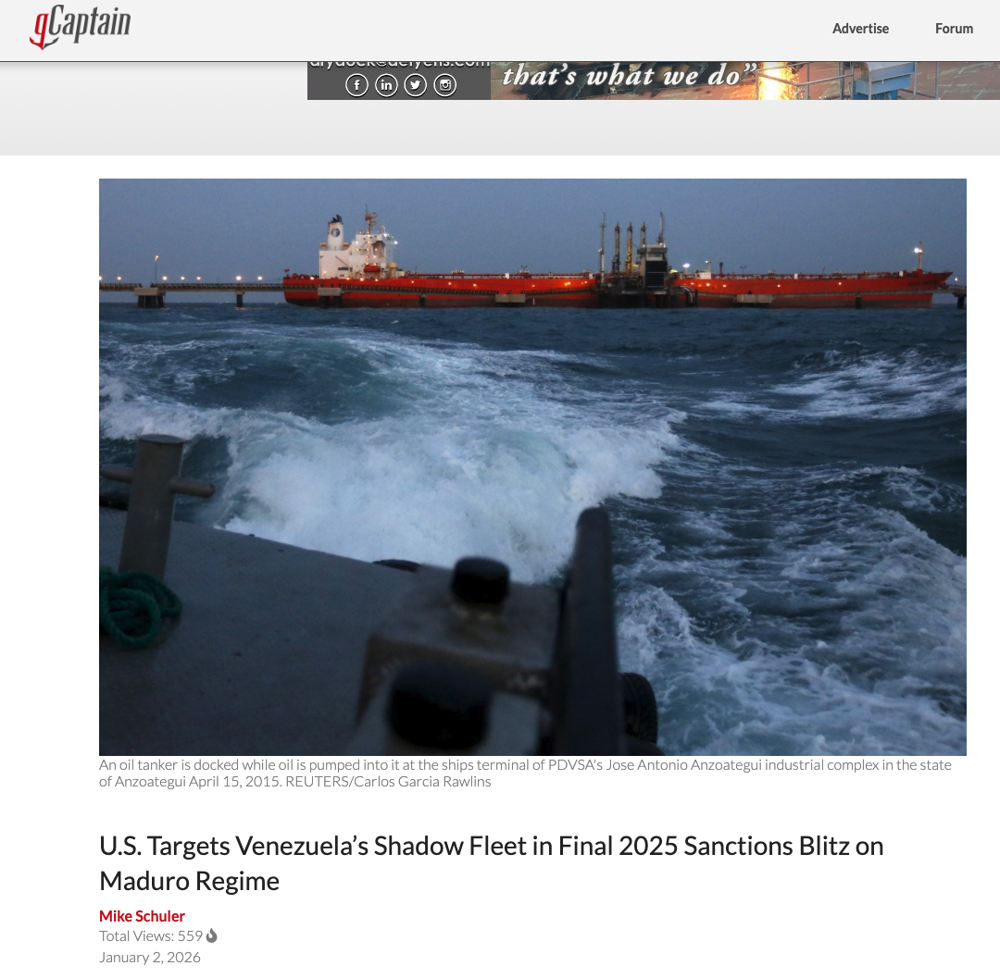 gCaptain
Advertise
Forum
drydock@detyens.com
that's what we do”
An oil tanker is docked while oil is pumped into it at the ships terminal of PDVSA's Jose Antonio Anzoategui industrial complex in the state
of Anzoategui April 15, 2015. REUTERS/Carlos Garcia Rawlins
U.S. Targets Venezuela’s Shadow Fleet in Final 2025 Sanctions Blitz on
Maduro Regime
Mike Schuler
Total Views: 559
January 2, 2026